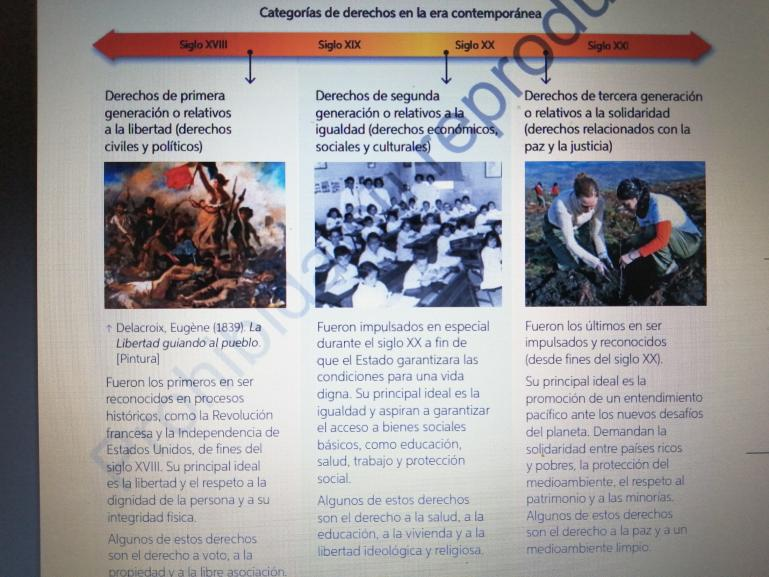 Categorías de derechos en la era contemporánea
Siglo XVIII
Siglo XIX
Siglo XX
Siglo XXI
Derechos de primera
generación o relativos
a la libertad (derechos
civiles y políticos)
↑ Delacroix, Eugène (1839). La
Libertad guiando al pueblo.
[Pintura]
Fueron los primeros en ser
reconocidos en procesos
históricos, como la Revolución
francesa y la Independencia de
Estados Unidos, de fines del
siglo XVIII. Su principal ideal
es la libertad y el respeto a la
dignidad de la persona y a su
integridad física.
Algunos de estos derechos
son el derecho a voto, a la
propiedad y a la libre asociación.
Derechos de segunda
generación o relativos a la
igualdad (derechos económicos,
sociales y culturales)
Fueron impulsados en especial
durante el siglo XX a fin de
que el Estado garantizara las
condiciones para una vida
digna. Su principal ideal es la
igualdad y aspiran a garantizar
el acceso a bienes sociales
básicos, como educación,
salud, trabajo y protección
social.
Algunos de estos derechos
son el derecho a la salud, a la
educación, a la vivienda y a la
libertad ideológica y religiosa.
Derechos de tercera generación
o relativos a la solidaridad
(derechos relacionados con la
paz y la justicia)
Fueron los últimos en ser
impulsados y reconocidos
(desde fines del siglo XX).
Su principal ideal es la
promoción de un entendimiento
pacífico ante los nuevos desafíos
del planeta. Demandan la
solidaridad entre países ricos
y pobres, la protección del
medioambiente, el respeto al
patrimonio y a las minorías.
Algunos de estos derechos
son el derecho a la paz y a un
medioambiente limpio.